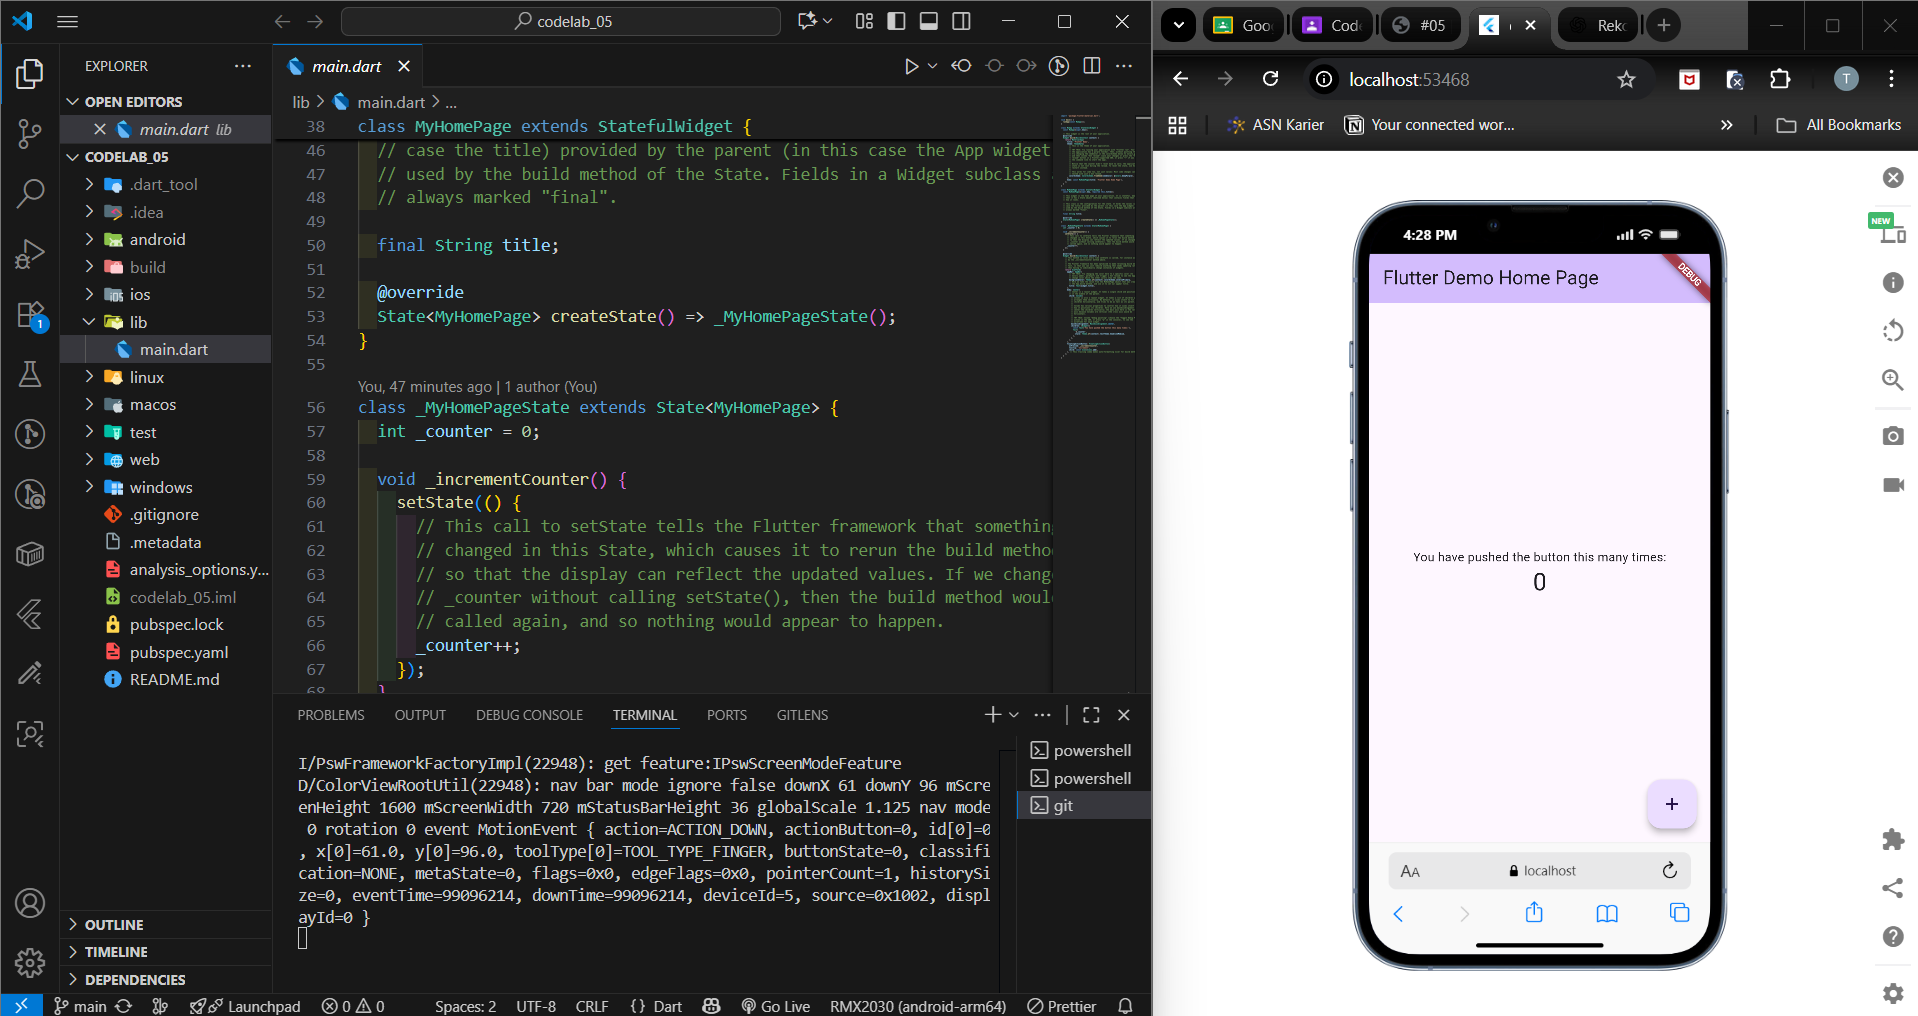 codelab_05
EXPLORER
OPEN EDITORS
main.dart lib
CODELAB_05
.dart_tool
.idea
android
build
ios
lib
main.dart
linux
macos
test
web
windows
.gitignore
.metadata
analysis_options.y...
codelab_05.iml
pubspec.lock
pubspec.yaml
README.md
OUTLINE
TIMELINE
DEPENDENCIES
1
main.dart
lib > main.dart > ...
38 class MyHomePage extends StatefulWidget {
46 // case the title) provided by the parent (in this case the App widget
47 // used by the build method of the State. Fields in a Widget subclass
48 // always marked "final".
49
50 final String title;
51
52 @override
53 State<MyHomePage> createState() => _MyHomePageState();
54 }
55
You, 47 minutes ago | 1 author (You)
56 class _MyHomePageState extends State<MyHomePage> {
57 int _counter = 0;
58
59 void _incrementCounter() {
60 setState(() {
61 // This call to setState tells the Flutter framework that something
62 // changed in this State, which causes it to rerun the build metho
63 // so that the display can reflect the updated values. If we chang
64 // _counter without calling setState(), then the build method woul
65 // called again, and so nothing would appear to happen.
66 _counter++;
67 });
68 }
PROBLEMS OUTPUT DEBUG CONSOLE TERMINAL PORTS GITLENS
I/PswFrameworkFactoryImpl(22948): get feature:IPswScreenModeFeature
D/ColorViewRootUtil(22948): nav bar mode ignore false downX 61 downY 96 mScre
enHeight 1600 mScreenWidth 720 mStatusBarHeight 36 globalScale 1.125 nav mode
0 rotation 0 event MotionEvent { action=ACTION_DOWN, actionButton=0, id[0]=0
, x[0]=61.0, y[0]=96.0, toolType[0]=TOOL_TYPE_FINGER, buttonState=0, classifi
cation=NONE, metaState=0, flags=0x0, edgeFlags=0x0, pointerCount=1, historySi
ze=0, eventTime=99096214, downTime=99096214, deviceId=5, source=0x1002, displ
ayId=0 }
powershell
powershell
git
main Launchpad 0 0 Spaces: 2 UTF-8 CRLF {} Dart Go Live RMX2030 (android-arm64) Prettier
Goo Cod #05 Rek
localhost:53468
T
ASN Karier Your connected wor... » All Bookmarks
NEW
4:28 PM
Flutter Demo Home Page
DEBUG
You have pushed the button this many times:
0
+
AA localhost